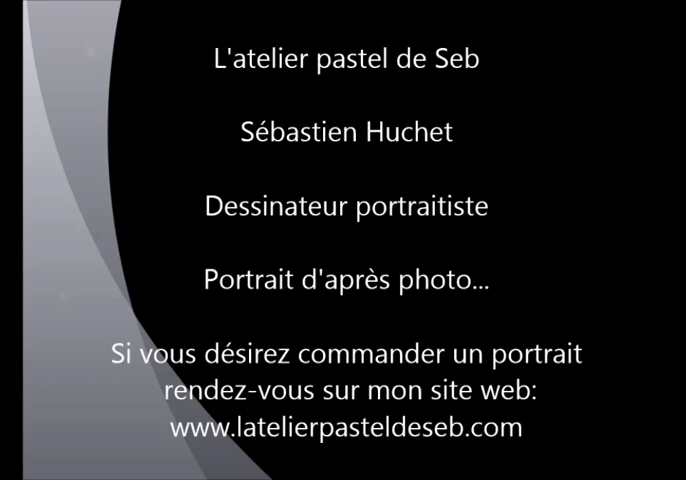 L'atelier pastel de Seb
Sébastien Huchet
Dessinateur portraitiste
Portrait d'après photo...
Si vous désirez commander un portrait
rendez-vous sur mon site web:
www.latelierpasteldeseb.com